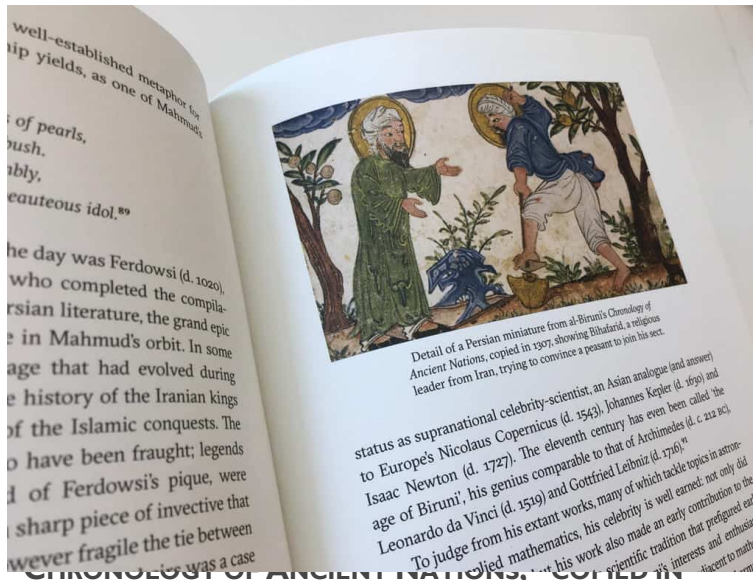 well-established metaphor for
ip yields, as one of Mahmud's
of pearls,
ush.
bly,
eauteous idol.⁸⁹
he day was Ferdowsi (d. 1020),
who completed the compila-
rsian literature, the grand epic
e in Mahmud's orbit. In some
age that had evolved during
e history of the Iranian kings
of the Islamic conquests. The
o have been fraught; legends
d of Ferdowsi's pique, were
sharp piece of invective that
wever fragile the tie between
was a case
Detail of a Persian miniature from al-Biruni's Chronology of
Ancient Nations, copied in 1307, showing Bihafarid, a religious
leader from Iran, trying to convince a peasant to join his sect.
status as supranational celebrity-scientist, an Asian analogue (and answer)
to Europe's Nicolaus Copernicus (d. 1543), Johannes Kepler (d. 1630) and
Isaac Newton (d. 1727). The eleventh century has even been called 'the
age of Biruni', his genius comparable to that of Archimedes (d. c. 212 BC),
Leonardo da Vinci (d. 1519) and Gottfried Leibniz (d. 1716).⁹¹
To judge from his extant works, many of which tackle topics in astron-
plied mathematics, his celebrity is well earned: not only did
but his work also made an early contribution to the
scientific tradition that prefigured
's interests and
CHRONOLOGY OF ANCIENT NATIONS," COPIED